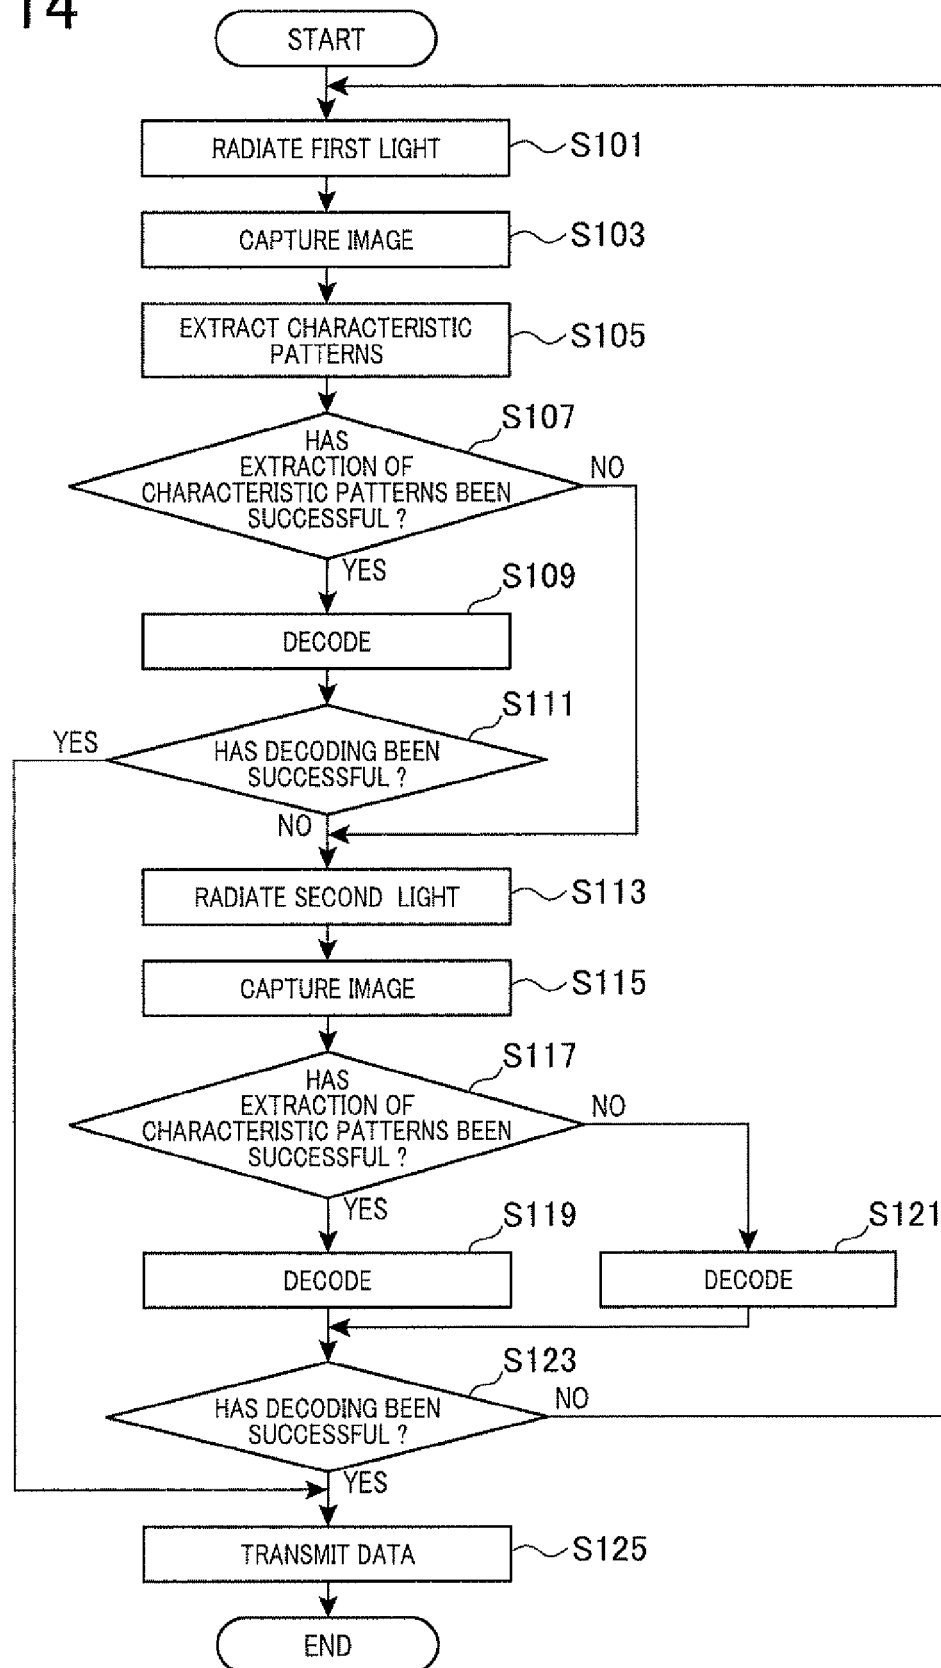 14
START
RADIATE FIRST LIGHT
S101
CAPTURE IMAGE
S103
EXTRACT CHARACTERISTIC
PATTERNS
S105
S107
HAS
EXTRACTION OF
CHARACTERISTIC PATTERNS BEEN
SUCCESSFUL ?
NO
YES
S109
DECODE
S111
YES
HAS DECODING BEEN
SUCCESSFUL ?
NO
RADIATE SECOND LIGHT
S113
CAPTURE IMAGE
S115
S117
HAS
EXTRACTION OF
CHARACTERISTIC PATTERNS BEEN
SUCCESSFUL ?
NO
YES
S119
S121
DECODE
DECODE
S123
HAS DECODING BEEN
SUCCESSFUL ?
NO
YES
TRANSMIT DATA
S125
END